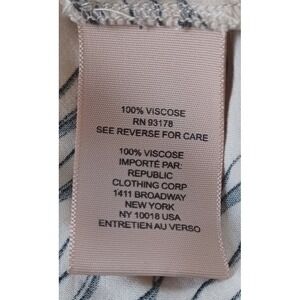 100% VISCOSE
RN 93178
SEE REVERSE FOR CARE
100% VISCOSE
IMPORTÉ PAR:
REPUBLIC
CLOTHING CORP
1411 BROADWAY
NEW YORK
NY 10018 USA
ENTRETIEN AU VERSO